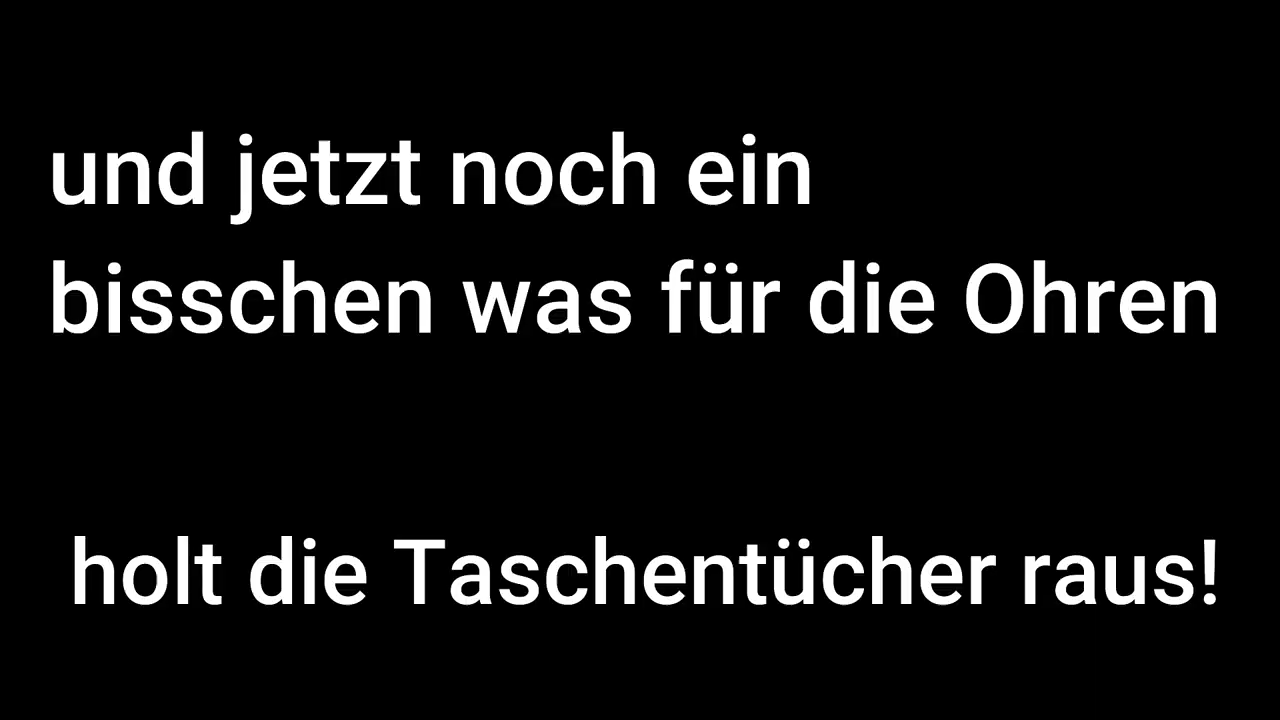 und jetzt noch ein
bisschen was für die Ohren
holt die Taschentücher raus!